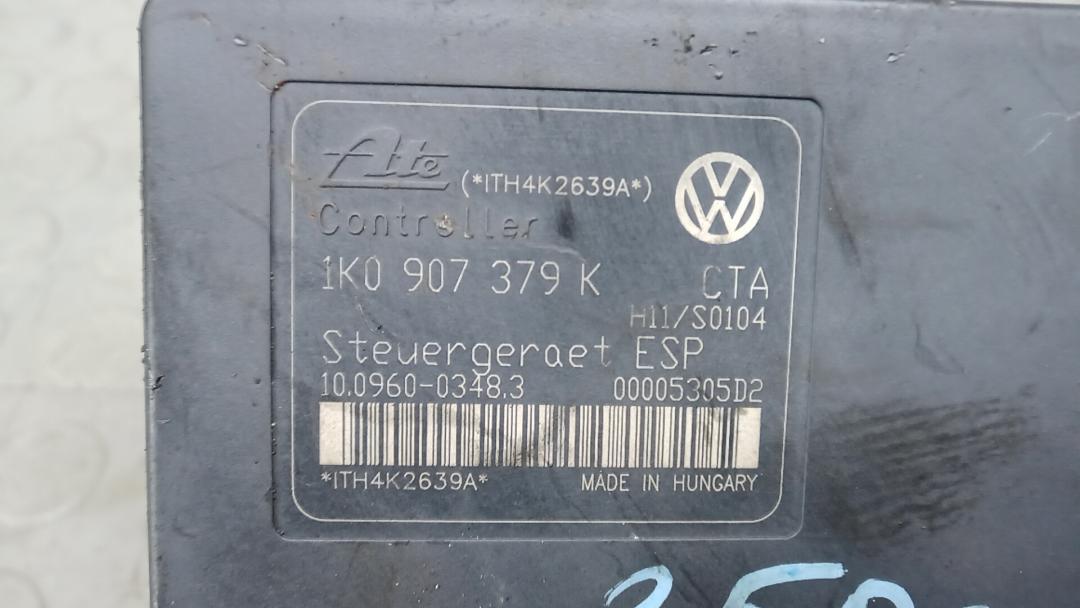 Ate (*ITH4K2639A*)
Controller
1K0 907 379 K CTA
H11/S0104
Steuergeraet ESP
10.0960-0348.3 00005305D2
*ITH4K2639A* MADE IN HUNGARY